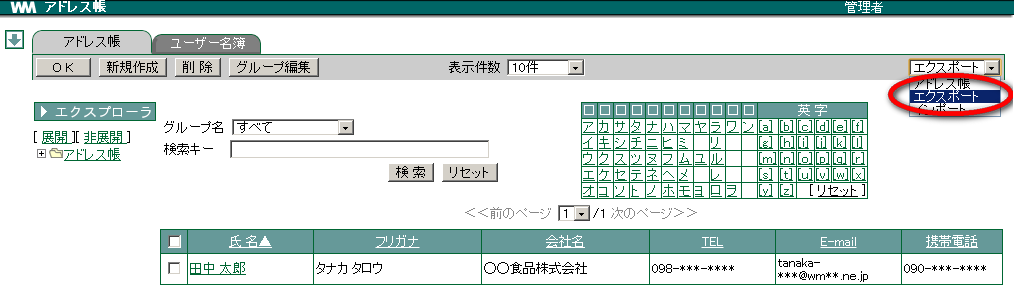 WM アドレス帳 管理者
アドレス帳 ユーザー名簿
OK 新規作成 削除 グループ編集 表示件数 10件 エクスポート
アドレス帳
エクスポート
インポート
エクスプローラ
[ 展開 ][ 非展開 ]
アドレス帳
グループ名 すべて
検索キー
検索 リセット
英字
アカサタナハマヤラワン [a] [b] [c] [d] [e] [f]
イキシチニヒミ リ [g] [h] [i] [j] [k] [l]
ウクスツヌフムユル [m] [n] [o] [p] [q] [r]
エケセテネヘメ レ [s] [t] [u] [v] [w] [x]
オコソトノホモヨロヲ [y] [z] [リセット]
<<前のページ 1 /1 次のページ>>
氏名▲ フリガナ 会社名 TEL E-mail 携帯電話
田中 太郎 タナカ タロウ 〇〇食品株式会社 098-***-**** tanaka-
***@wm**.ne.jp 090-***-****